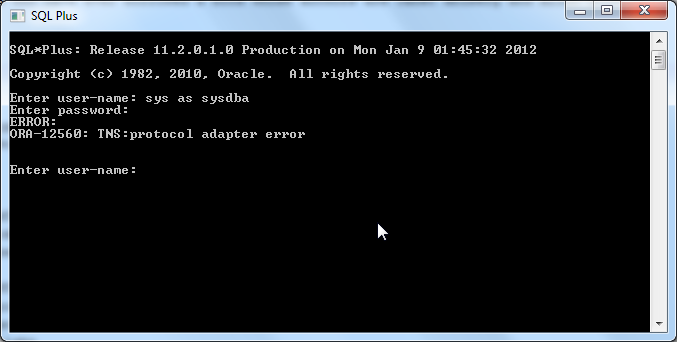 SQL Plus
SQL*Plus: Release 11.2.0.1.0 Production on Mon Jan 9 01:45:32 2012
Copyright (c) 1982, 2010, Oracle.  All rights reserved.
Enter user-name: sys as sysdba
Enter password:
ERROR:
ORA-12560: TNS:protocol adapter error
Enter user-name: